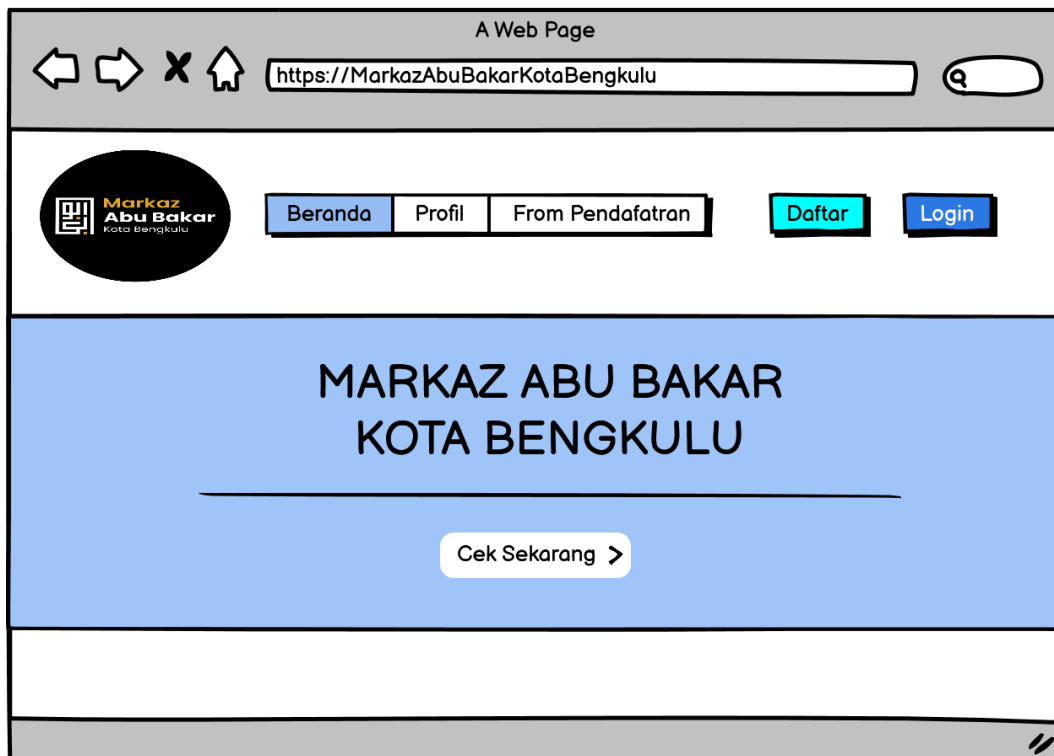 A Web Page
https://MarkazAbuBakarKotaBengkulu
Markaz
Abu Bakar
Kota Bengkulu
Beranda Profil From Pendafatran Daftar Login
MARKAZ ABU BAKAR
KOTA BENGKULU
Cek Sekarang